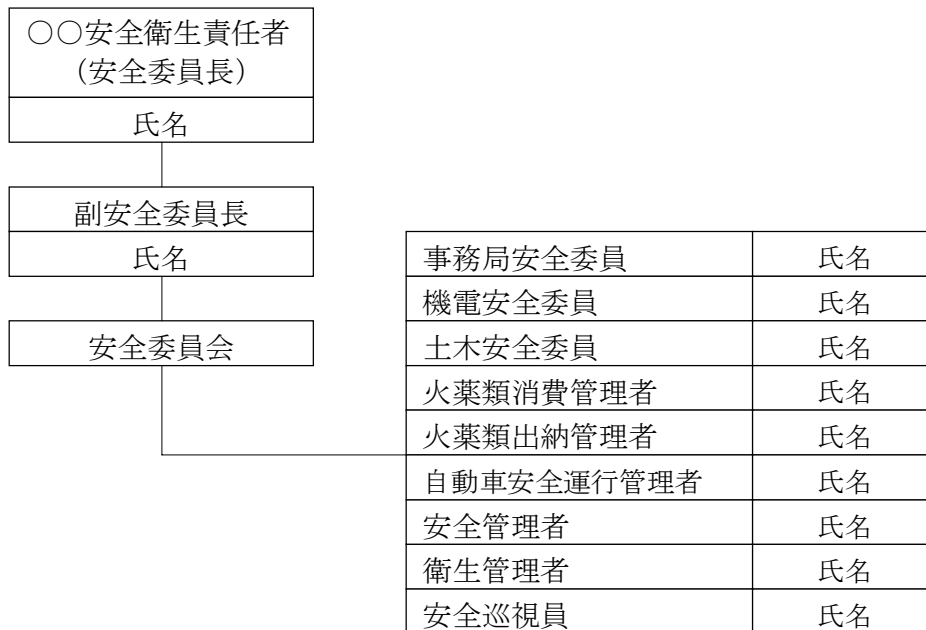 ○○安全衛生責任者
（安全委員長）
氏名
副安全委員長
氏名
安全委員会
事務局安全委員 氏名
機電安全委員 氏名
土木安全委員 氏名
火薬類消費管理者 氏名
火薬類出納管理者 氏名
自動車安全運行管理者 氏名
安全管理者 氏名
衛生管理者 氏名
安全巡視員 氏名